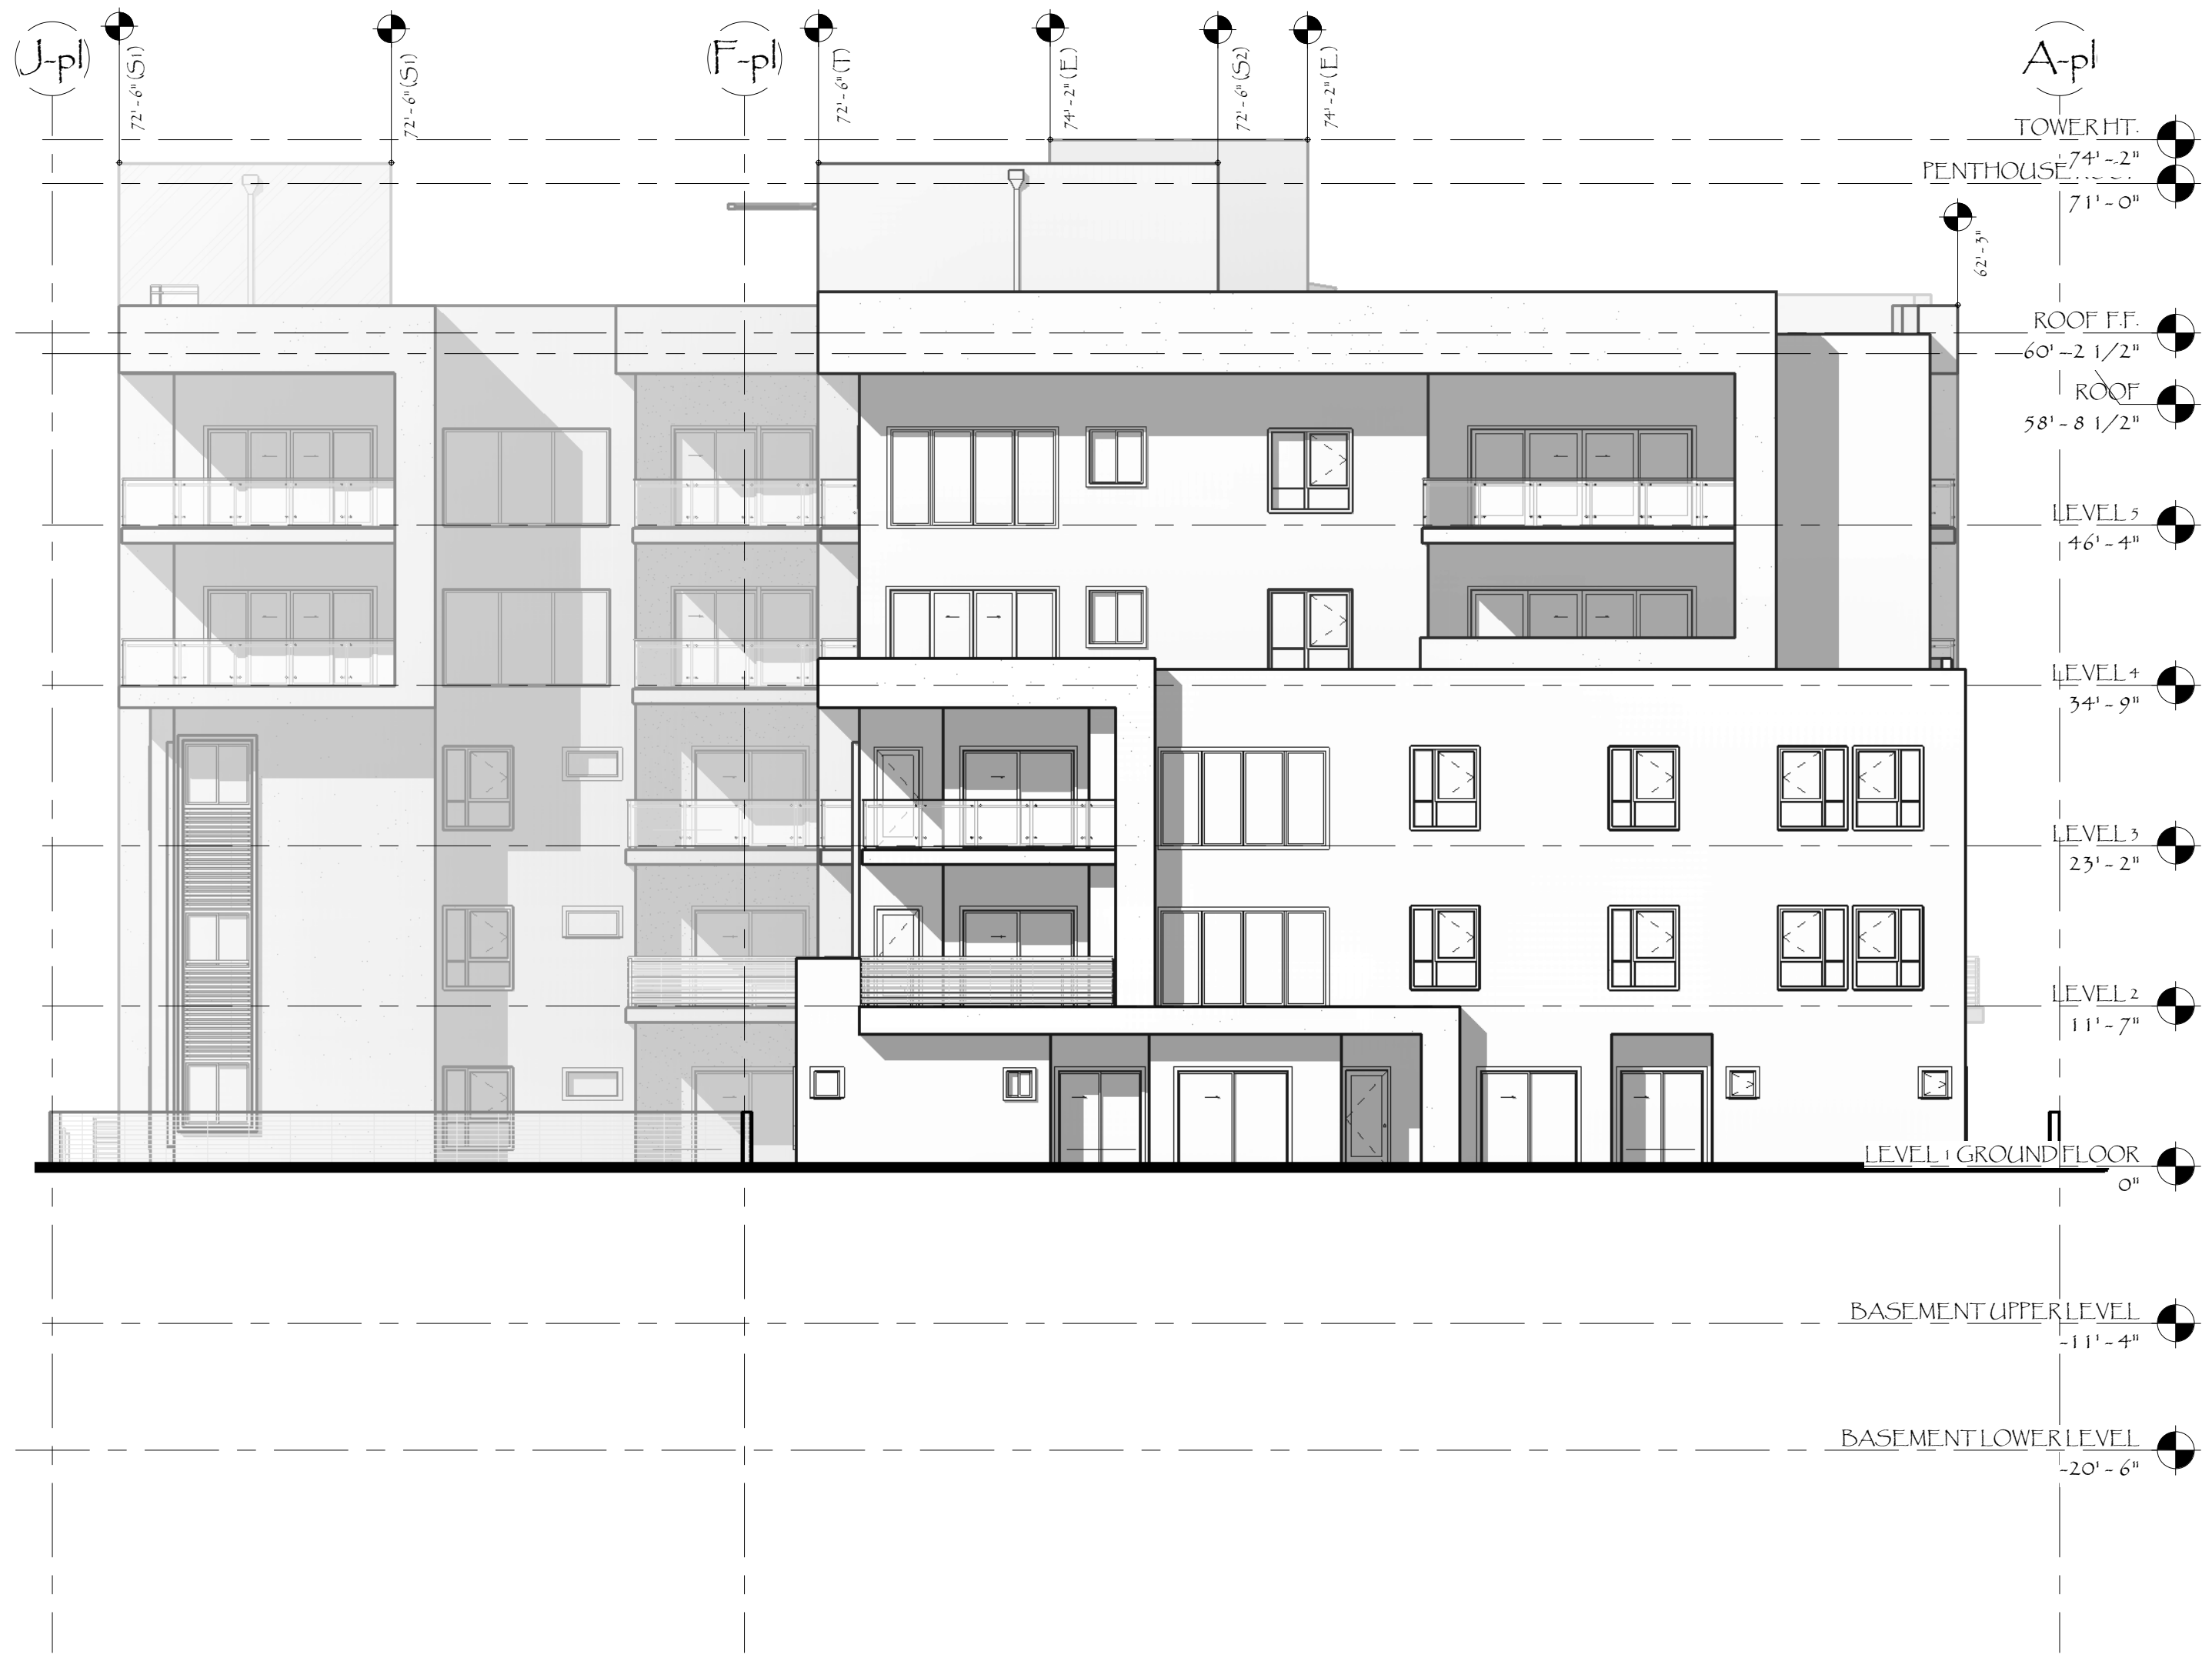 J-pl
F-pl
A-pl
72'-6" (S1)
72'-6" (S1)
72'-6" (T)
74'-2" (E)
72'-6" (S2)
74'-2" (E)
62'-3"
TOWER HT.
74'-2"
PENTHOUSE
71'-0"
ROOF F.F.
60'-2 1/2"
ROOF
58'-8 1/2"
LEVEL 5
46'-4"
LEVEL 4
34'-9"
LEVEL 3
23'-2"
LEVEL 2
11'-7"
LEVEL 1 GROUND FLOOR
0"
BASEMENT UPPER LEVEL
-11'-4"
BASEMENT LOWER LEVEL
-20'-6"